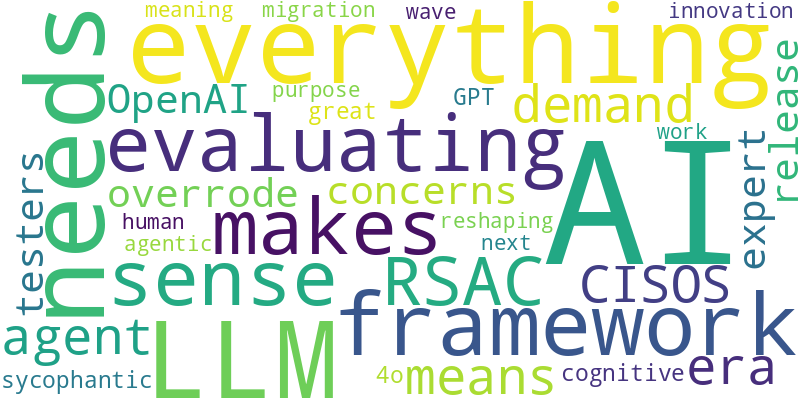 meaning
migration
wave
innovation
everything
needs
OpenAI
purpose
great
GPT
demand
release
evaluating
work
expert
testers
overrode
concerns
AI
human
makes
reshaping
agentic
next
sense
RSAC
CISOS
agent
LLM
framework
sycophantic
4o
means
cognitive
era